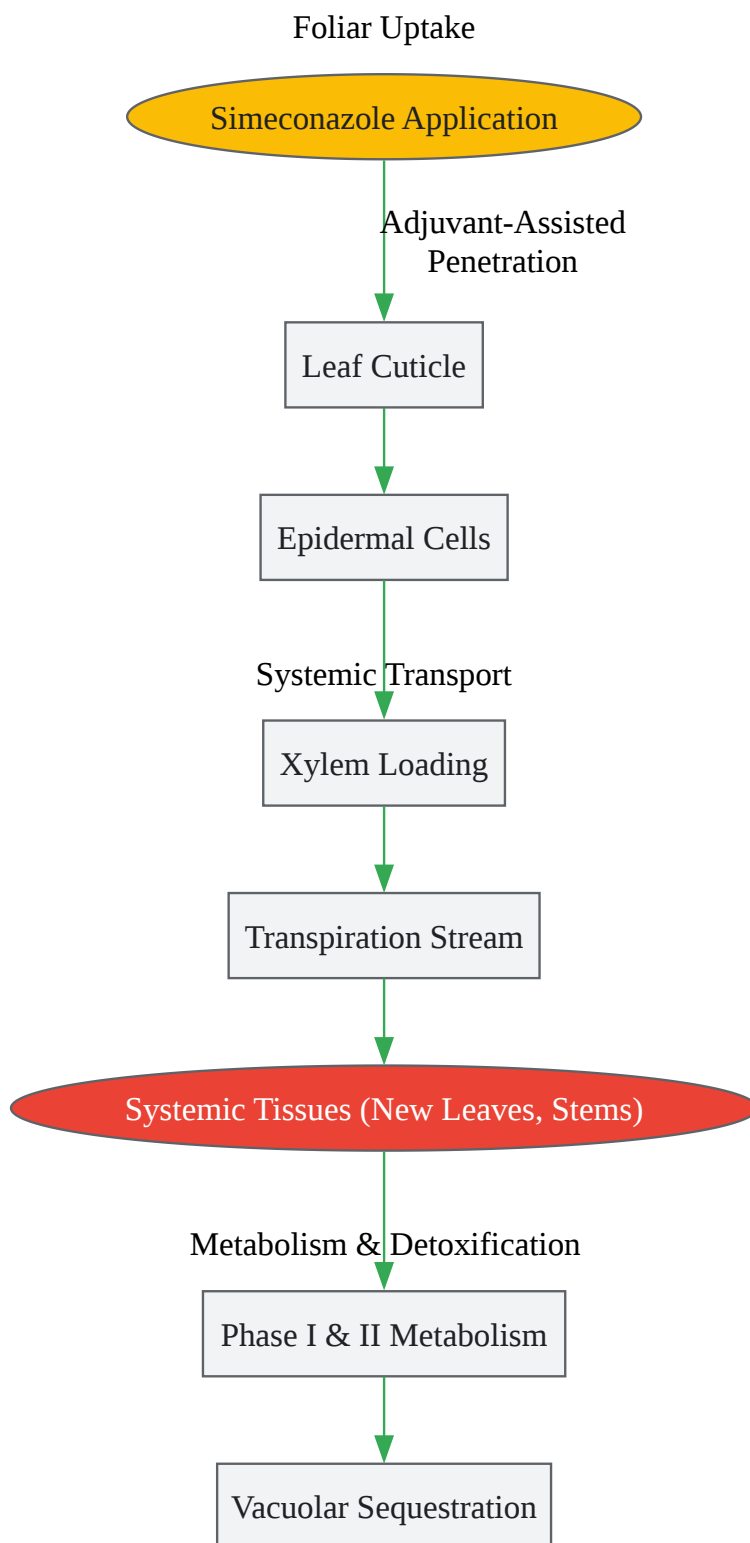 Foliar Uptake
Simeconazole Application
Adjuvant-Assisted
Penetration
Leaf Cuticle
Epidermal Cells
Systemic Transport
Xylem Loading
Transpiration Stream
Systemic Tissues (New Leaves, Stems)
Metabolism & Detoxification
Phase I & II Metabolism
Vacuolar Sequestration